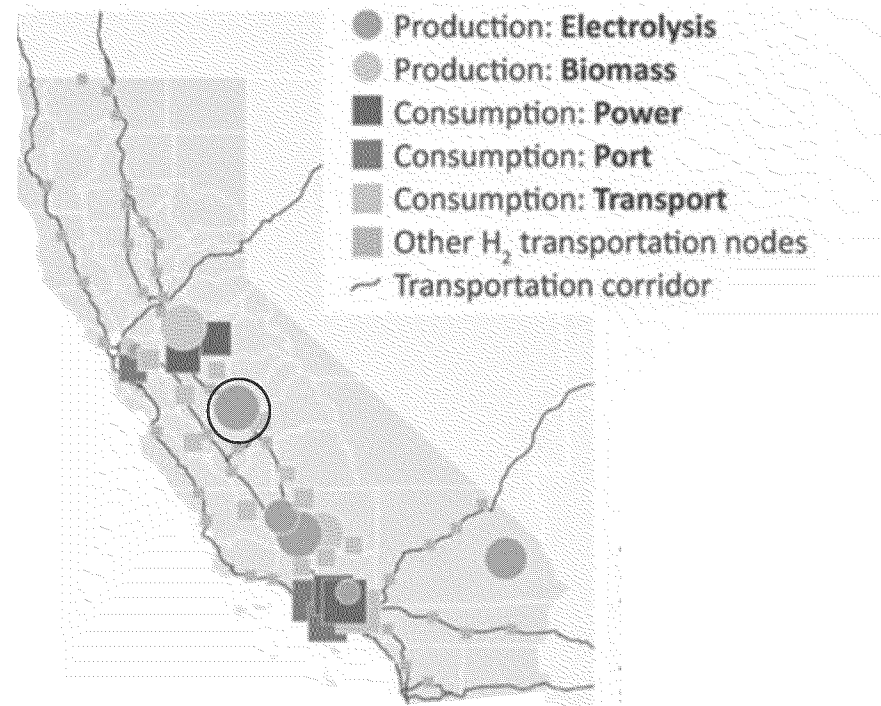 Production: Electrolysis
Production: Biomass
Consumption: Power
Consumption: Port
Consumption: Transport
Other H₂ transportation nodes
Transportation corridor